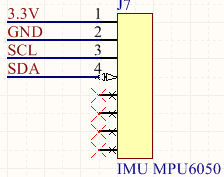 J7
3.3V 1
GND 2
SCL 3
SDA 4
IMU MPU6050